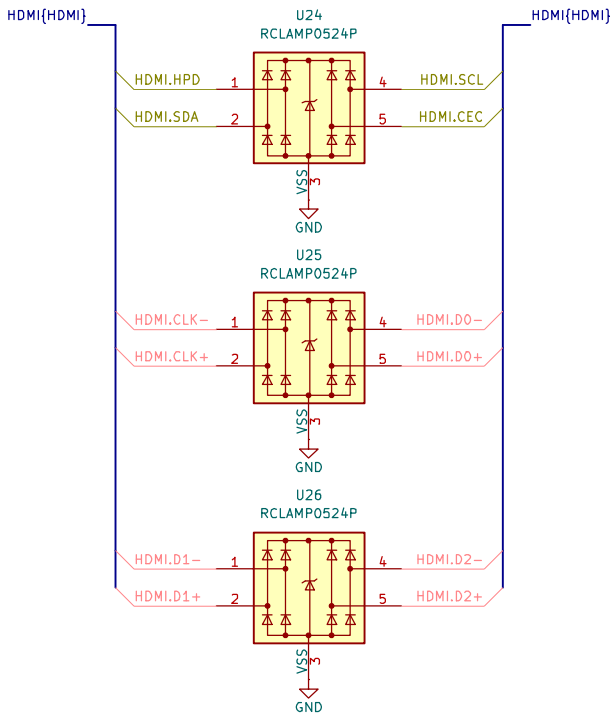 HDMI{HDMI}
HDMI{HDMI}
U24
RCLAMP0524P
HDMI.HPD 1
4 HDMI.SCL
HDMI.SDA 2
5 HDMI.CEC
VSS 3
GND
U25
RCLAMP0524P
HDMI.CLK- 1
4 HDMI.D0-
HDMI.CLK+ 2
5 HDMI.D0+
VSS 3
GND
U26
RCLAMP0524P
HDMI.D1- 1
4 HDMI.D2-
HDMI.D1+ 2
5 HDMI.D2+
VSS 3
GND